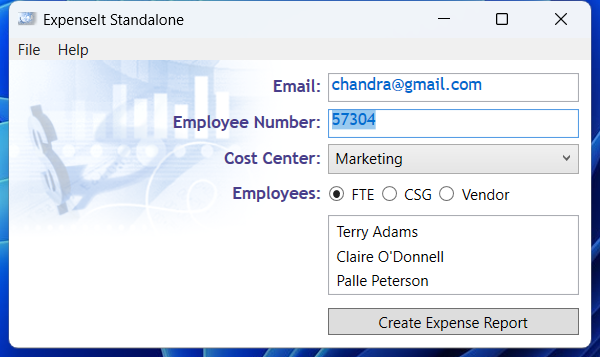 ExpenseIt Standalone
File Help
Email: chandra@gmail.com
Employee Number: 57304
Cost Center: Marketing
Employees: FTE CSG Vendor
Terry Adams
Claire O'Donnell
Palle Peterson
Create Expense Report